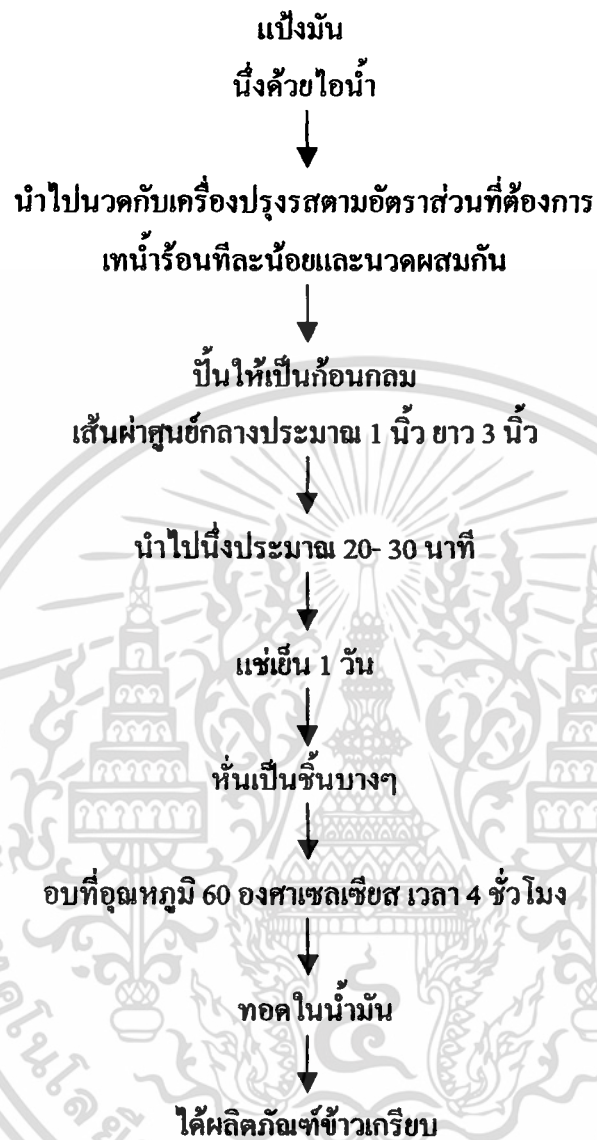 แป้งมัน
นึ่งด้วยไอน้ำ
นำไปนวดกับเครื่องปรุงรสตามอัตราส่วนที่ต้องการ
เทน้ำร้อนทีละน้อยและนวดผสมกัน
ปั้นให้เป็นก้อนกลม
เส้นผ่าศูนย์กลางประมาณ 1 นิ้ว ยาว 3 นิ้ว
นำไปนึ่งประมาณ 20- 30 นาที
แช่เย็น 1 วัน
หั่นเป็นชิ้นบางๆ
อบที่อุณหภูมิ 60 องศาเซลเซียส เวลา 4 ชั่วโมง
ทอดในน้ำมัน
ได้ผลิตภัณฑ์ข้าวเกรียบ